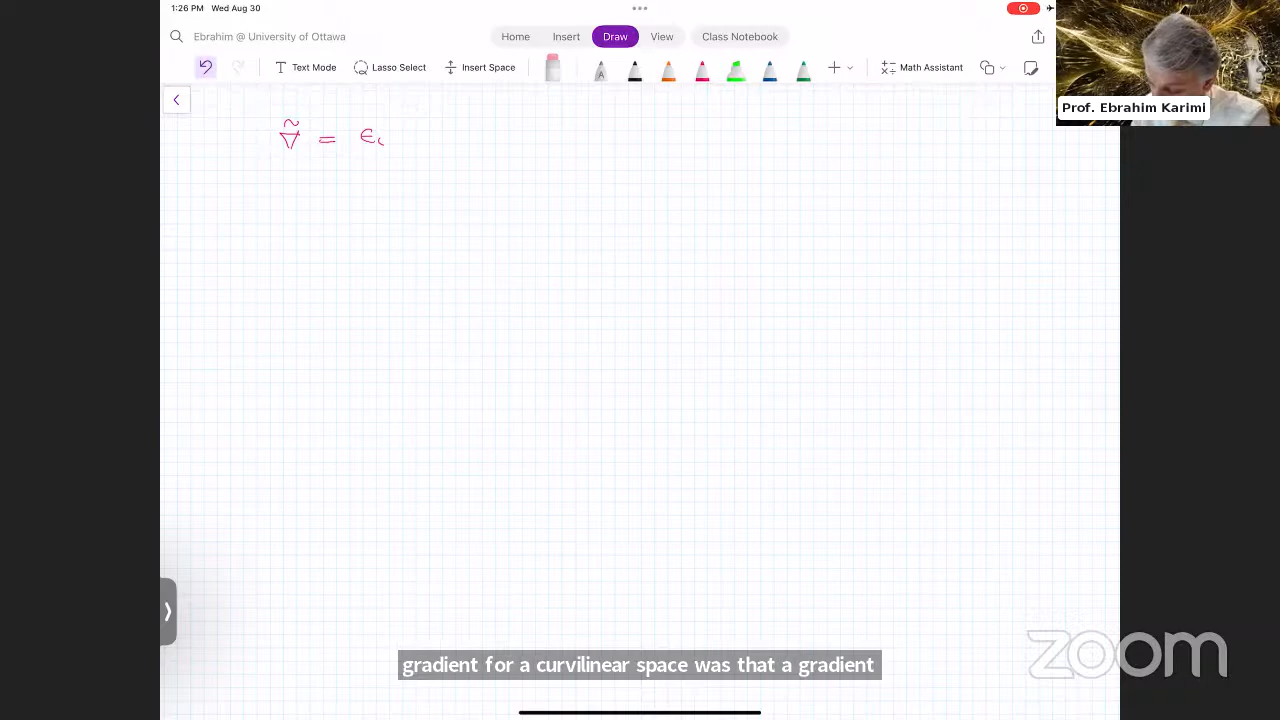 1:26 PM Wed Aug 30
Ebrahim @ University of Ottawa
Home Insert Draw View Class Notebook
Text Mode Lasso Select Insert Space A Math Assistant
Prof. Ebrahim Karimi
∇̃ = ∈
gradient for a curvilinear space was that a gradient
zoom